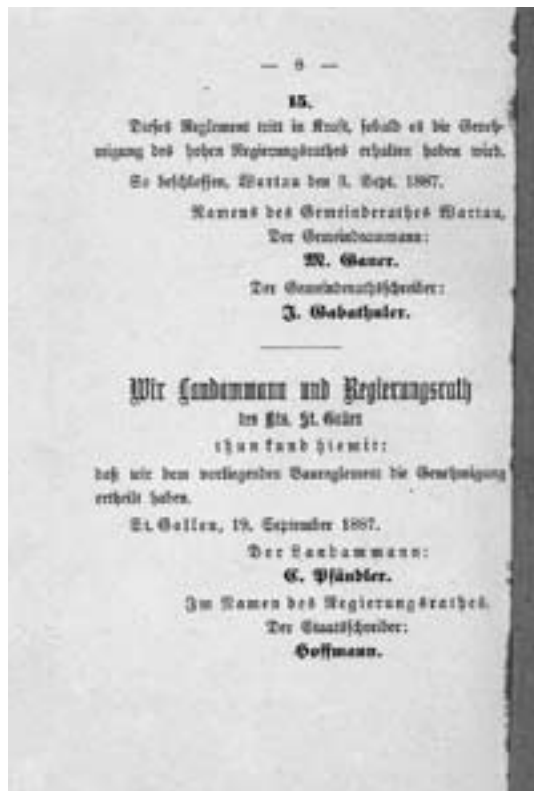 — 8 —
15.
Dieses Reglement tritt in Kraft, sobald es die Geneh-
migung des hohen Regierungsrathes erhalten haben wird.
So beschlossen, Wartau den 3. Sept. 1887.
Namens des Gemeinderathes Wartau,
Der Gemeindeammann:
M. Gauer.
Der Gemeinderathsschreiber:
J. Gabathuler.
Wir Landammann und Regierungsrath
des Kts. St. Gallen
thun kund hiemit:
daß wir dem vorliegenden Baureglement die Genehmigung
ertheilt haben.
St. Gallen, 19. September 1887.
Der Landammann:
C. Pfändler.
Im Namen des Regierungsrathes,
Der Staatsschreiber:
Hoffmann.